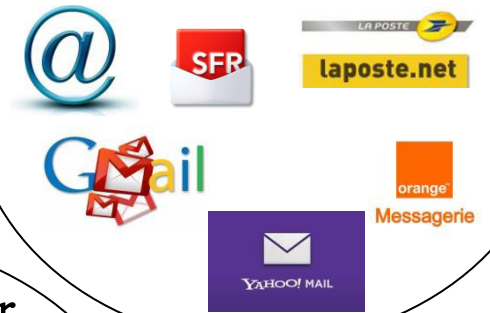 @
SFR
LA POSTE
laposte.net
Gmail
orange
Messagerie
YAHOO! MAIL
r